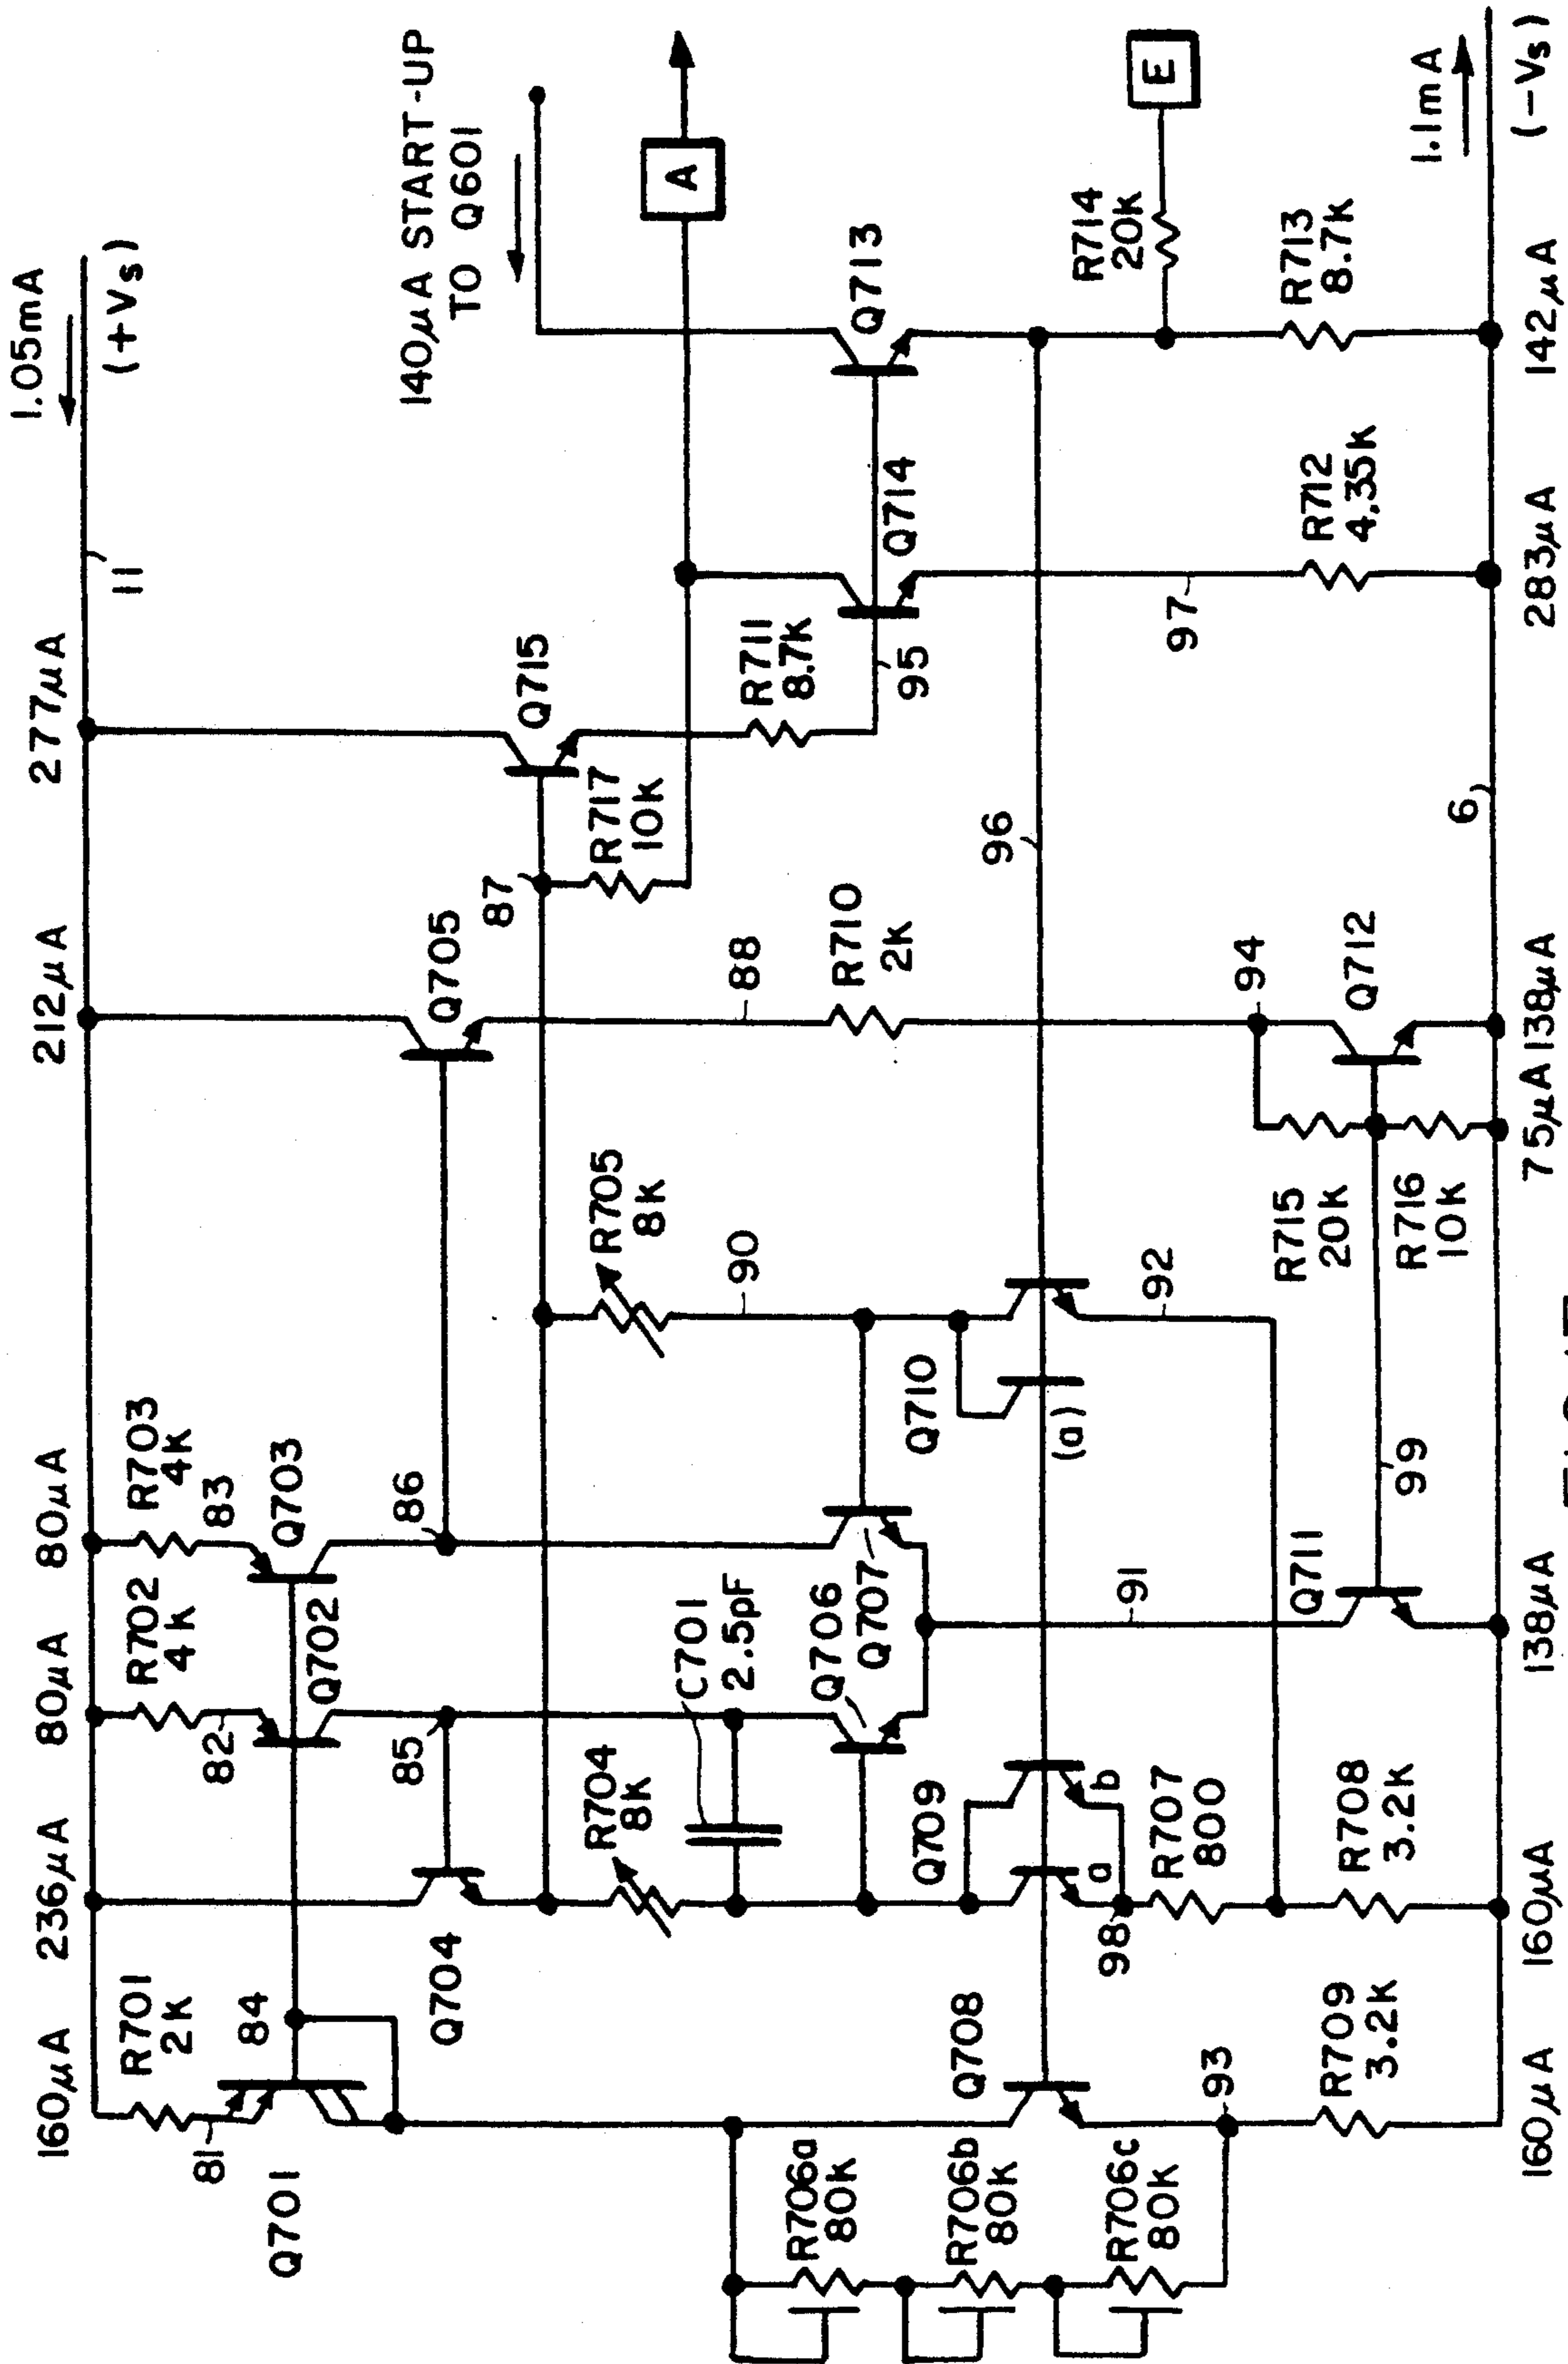 1.05mA
(+Vs)
11
160µA
236µA
80µA
80µA
212µA
277µA
R701
2K
R702
4K
R703
4K
81
82
83
84
Q701
Q702
Q703
Q704
85
86
Q705
87
Q715
140µA START-UP
TO Q601
A
R704
8K
C701
2.5pF
R705
8K
88
R717
10K
R711
8.7K
Q706
Q707
90
R710
2K
95
Q714
Q713
R706a
80K
R706b
80K
R706c
80K
Q708
Q709
a
b
Q710
(a)
96
98
R707
800
91
92
94
97
R714
20K
E
93
R709
3.2K
R708
3.2K
Q711
99
R715
20K
R716
10K
Q712
R712
4.35K
R713
8.7K
6
1.1mA
(-Vs)
160µA
160µA
138µA
75µA
138µA
283µA
142µA